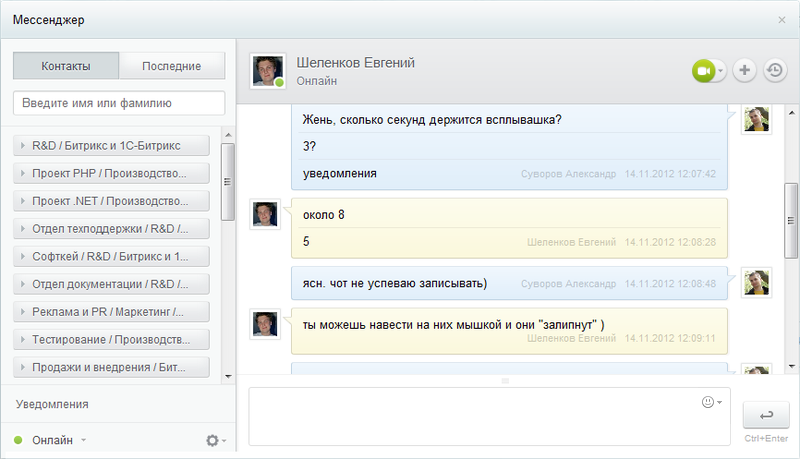 Мессенджер
Контакты
Последние
Введите имя или фамилию
R&D / Битрикс и 1С-Битрикс
Проект PHP / Производство...
Проект .NET / Производство...
Отдел техподдержки / R&D /...
Софткей / R&D / Битрикс и 1...
Отдел документации / R&D /...
Реклама и PR / Маркетинг /...
Тестирование / Производств...
Продажи и внедрения / Бит...
Уведомления
Онлайн
Шеленков Евгений
Онлайн
Жень, сколько секунд держится всплывашка?
3?
уведомления
Суворов Александр 14.11.2012 12:07:42
около 8
5
Шеленков Евгений 14.11.2012 12:08:28
ясн. чот не успеваю записывать)
Суворов Александр 14.11.2012 12:08:48
ты можешь навести на них мышкой и они "залипнут" )
Шеленков Евгений 14.11.2012 12:09:11
Ctrl+Enter